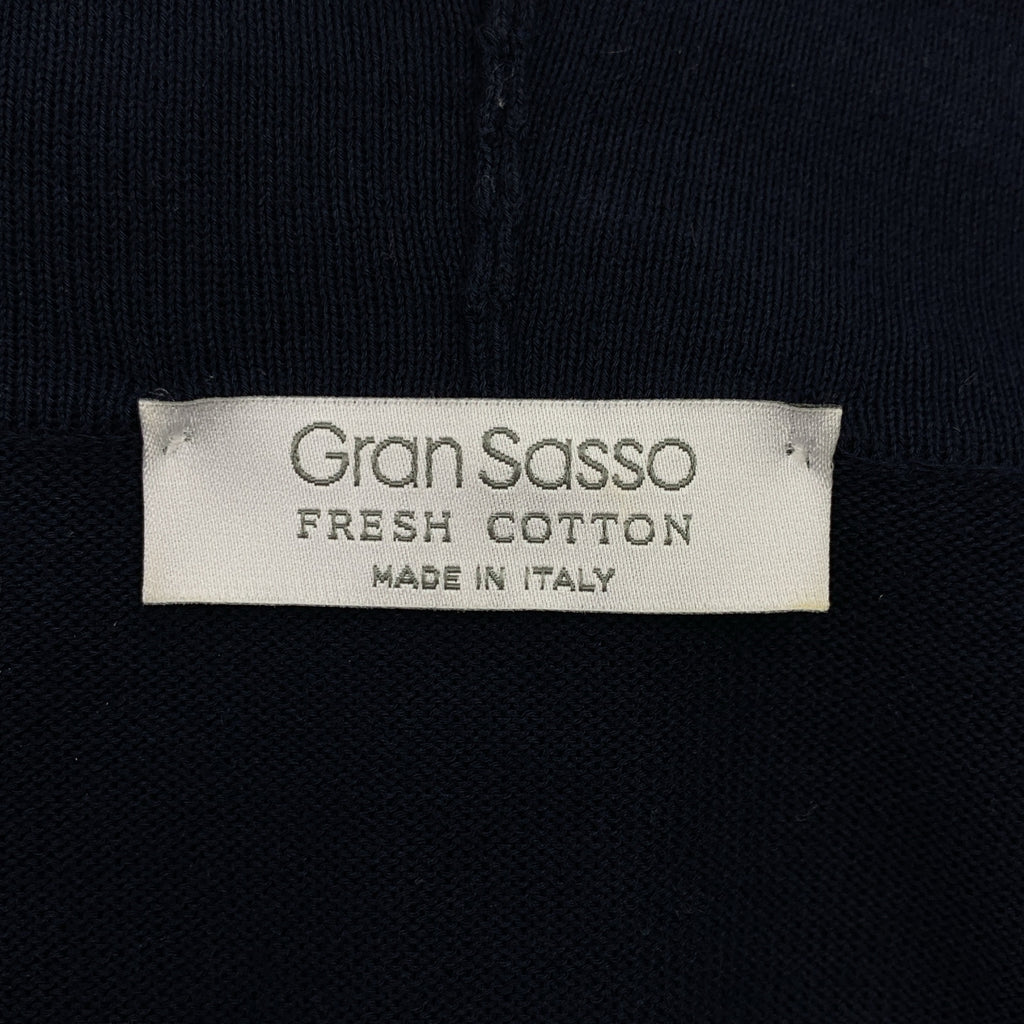 Gran Sasso
FRESH COTTON
MADE IN ITALY